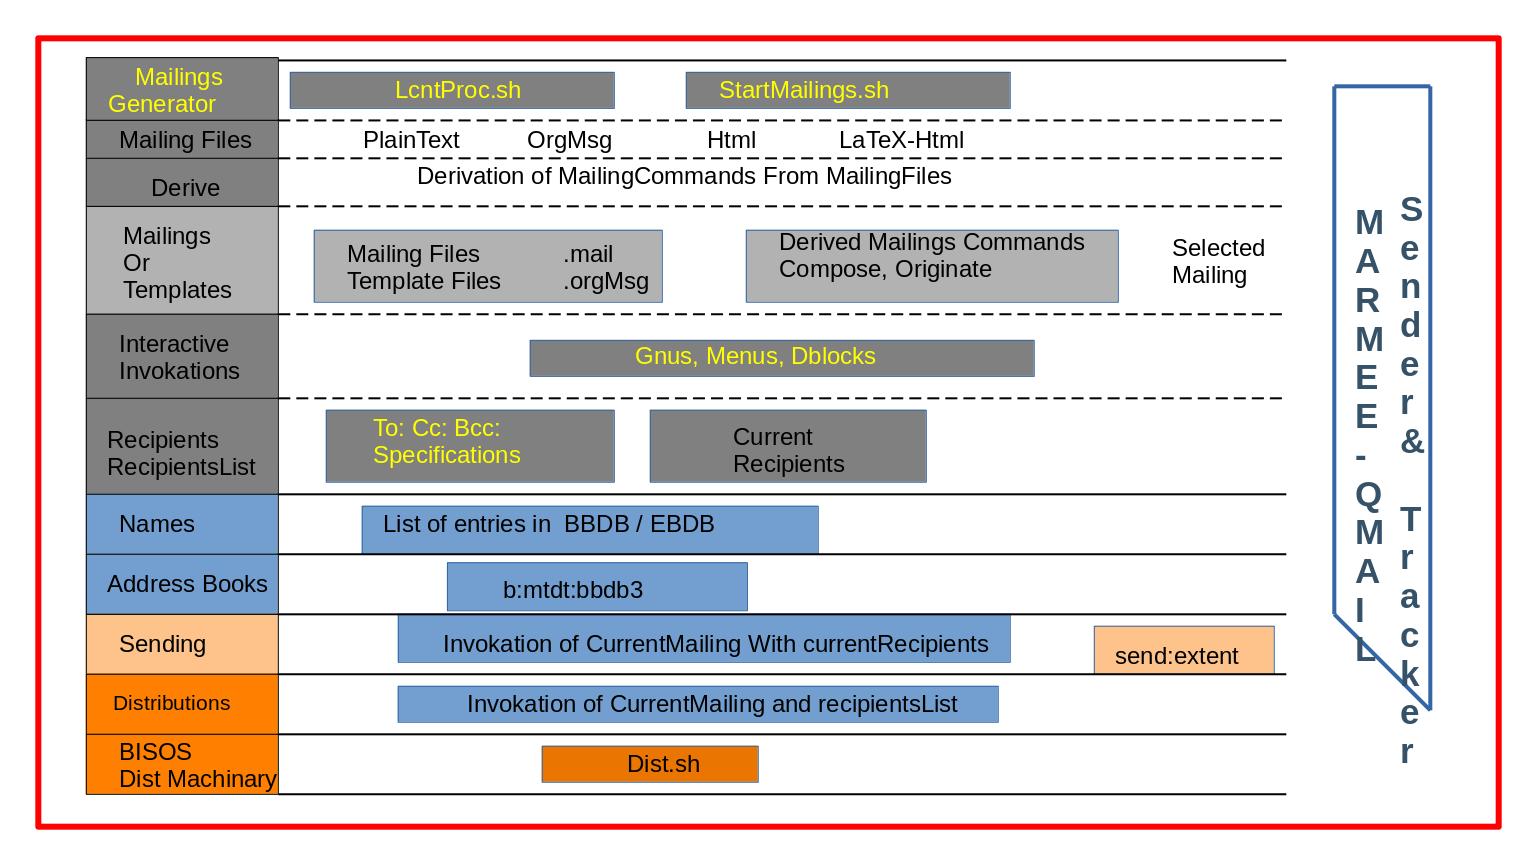 Mailings
Generator
LcntProc.sh
StartMailings.sh
Mailing Files
PlainText
OrgMsg
Html
LaTeX-Html
Derive
Derivation of MailingCommands From MailingFiles
Mailings
Or
Templates
Mailing Files .mail
Template Files .orgMsg
Derived Mailings Commands
Compose, Originate
Selected
Mailing
Interactive
Invokations
Gnus, Menus, Dblocks
Recipients
RecipientsList
To: Cc: Bcc:
Specifications
Current
Recipients
Names
List of entries in BBDB / EBDB
Address Books
b:mtdt:bbdb3
Sending
Invokation of CurrentMailing With currentRecipients
send:extent
Distributions
Invokation of CurrentMailing and recipientsList
BISOS
Dist Machinary
Dist.sh
MARMEE-QMAIL
Sender& Tracker